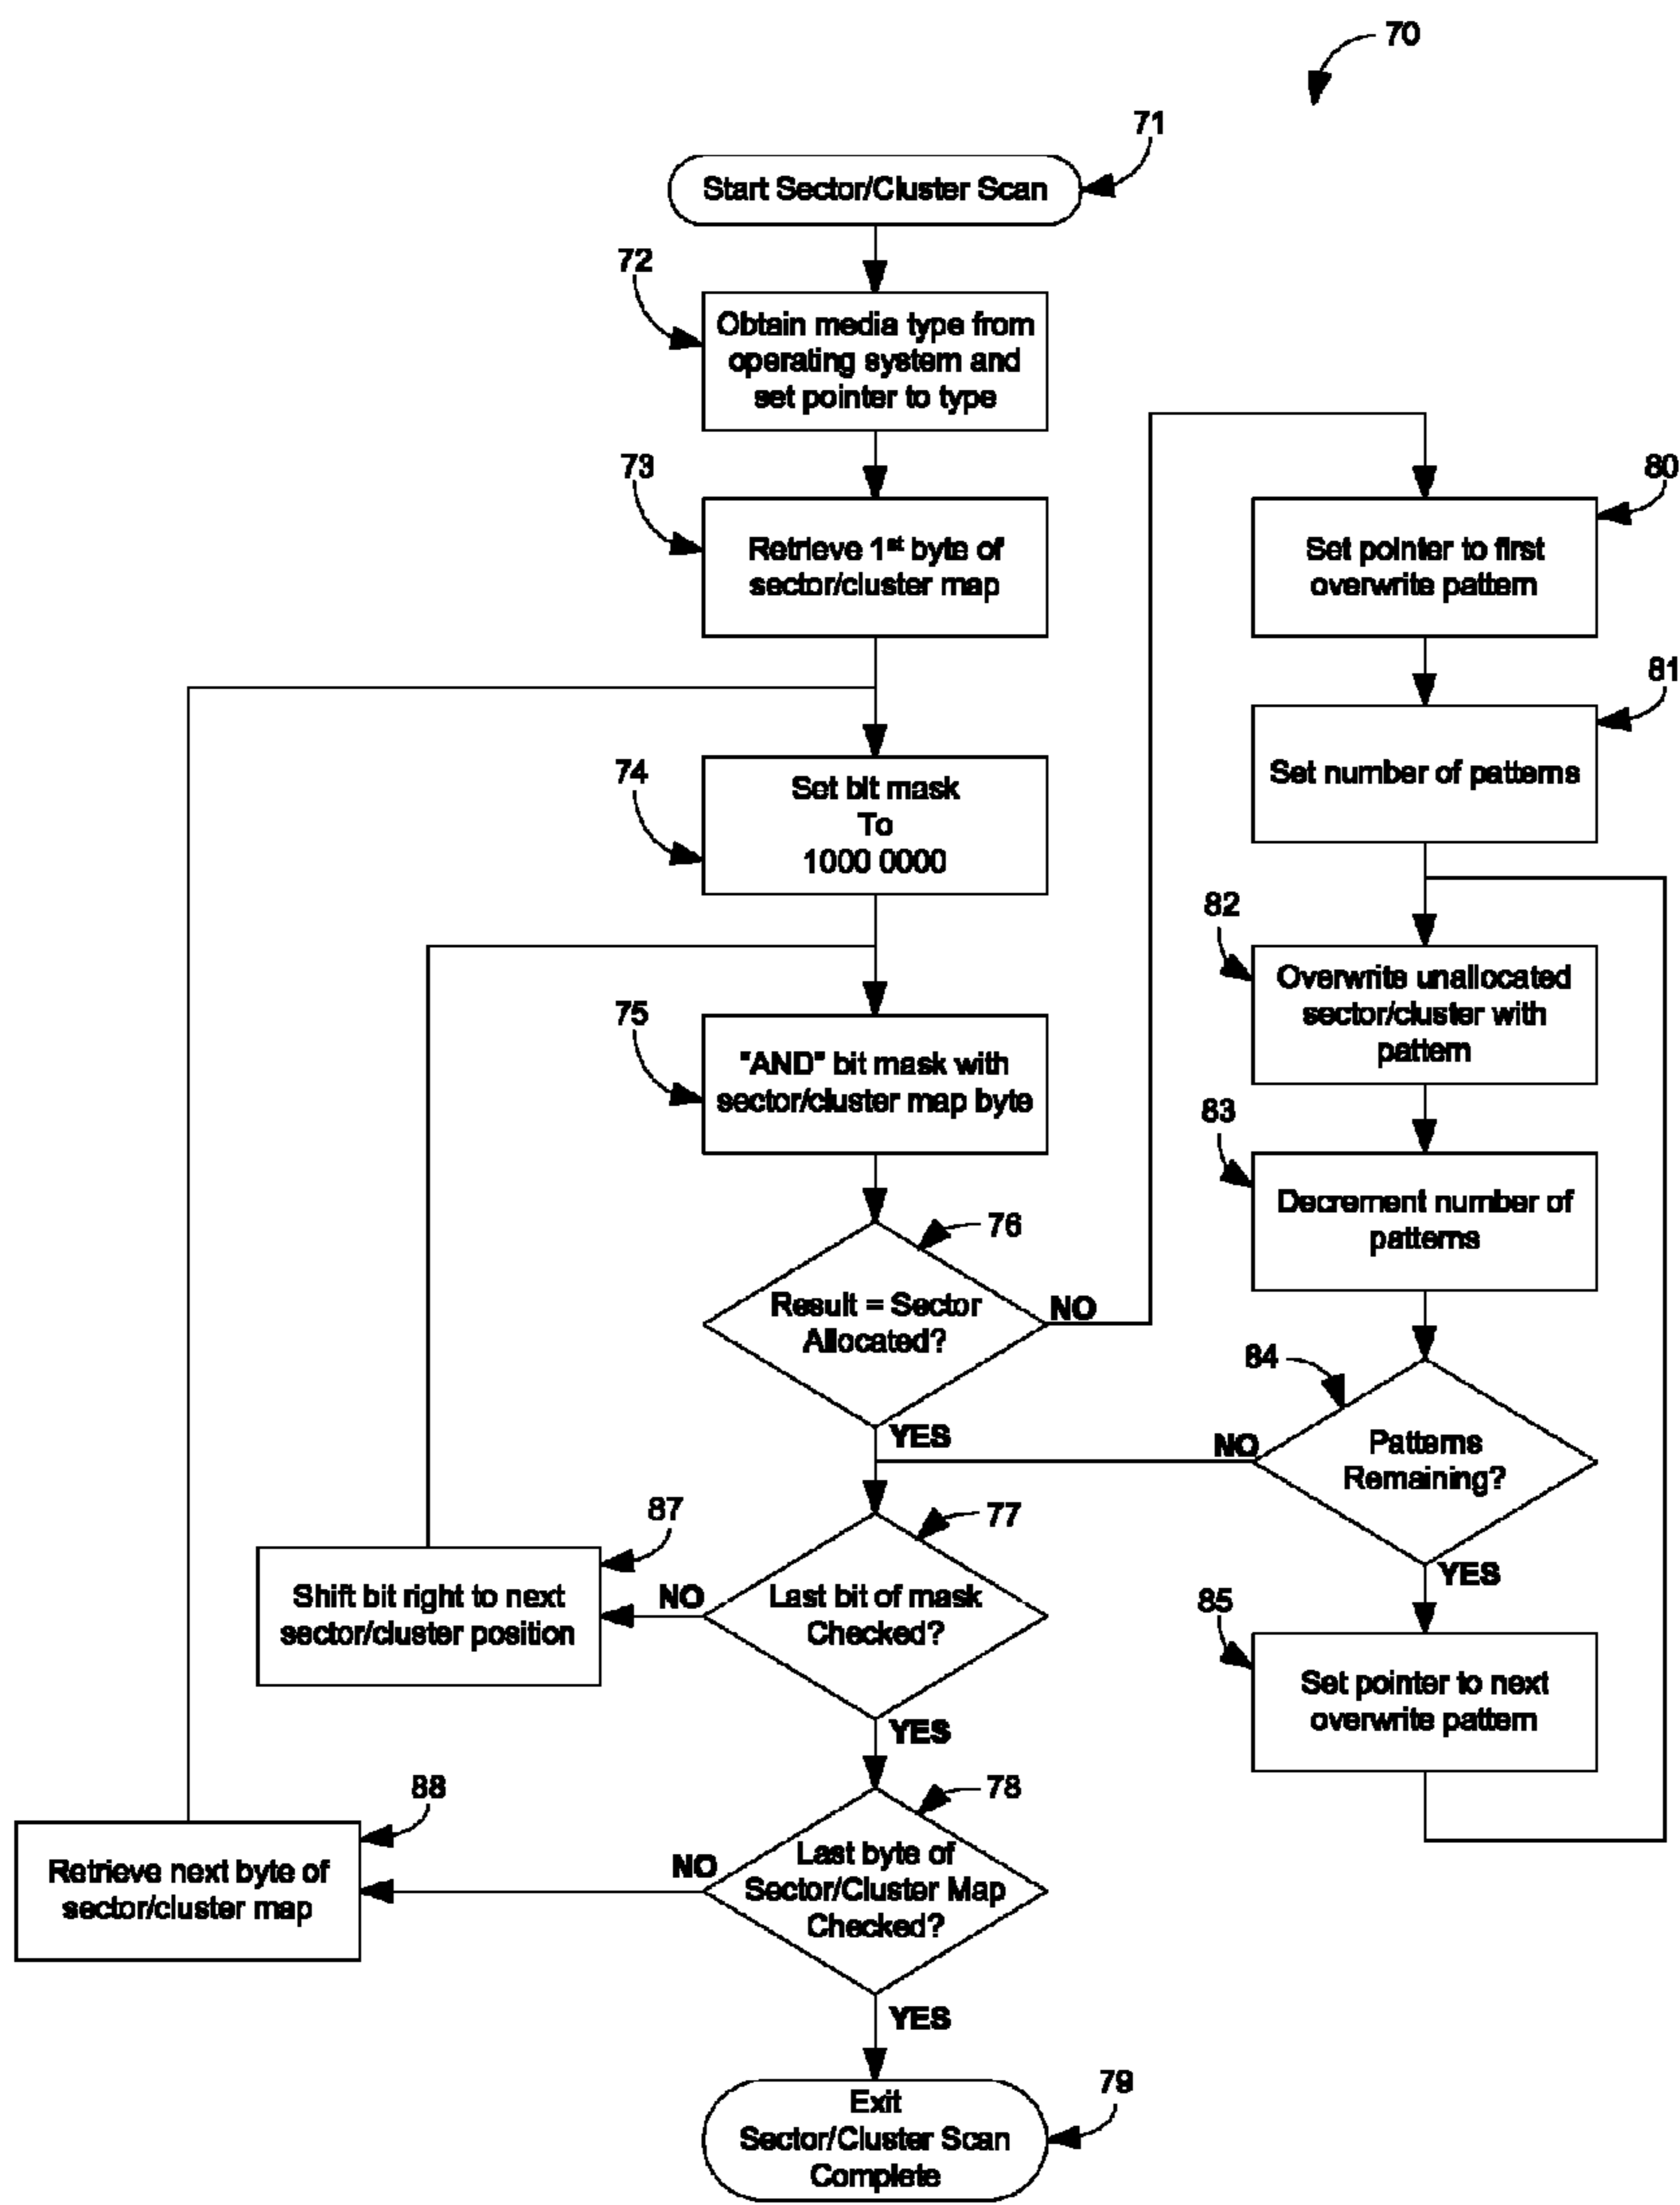 70
71
Start Sector/Cluster Scan
72
Obtain media type from
operating system and
set pointer to type
73
Retrieve 1st byte of
sector/cluster map
80
Set pointer to first
overwrite pattern
81
Set number of patterns
74
Set bit mask
To
1000 0000
82
Overwrite unallocated
sector/cluster with
pattern
75
"AND" bit mask with
sector/cluster map byte
83
Decrement number of
patterns
76
Result = Sector
Allocated?
NO
YES
84
Patterns
Remaining?
NO
YES
77
Last bit of mask
Checked?
NO
YES
87
Shift bit right to next
sector/cluster position
85
Set pointer to next
overwrite pattern
78
Last byte of
Sector/Cluster Map
Checked?
NO
YES
88
Retrieve next byte of
sector/cluster map
79
Exit
Sector/Cluster Scan
Complete